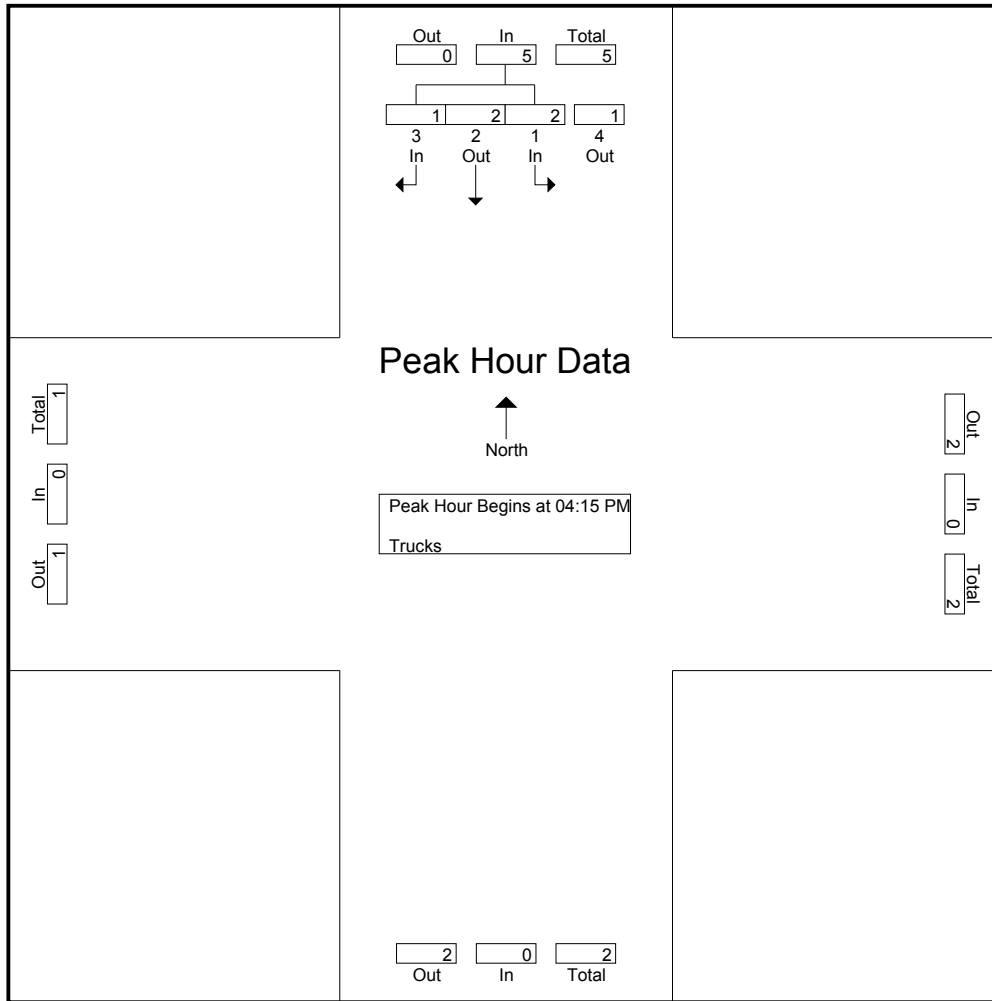 Out In Total
0 5 5
1 2 2 1
3 2 1 4
In Out In Out
Peak Hour Data
North
Peak Hour Begins at 04:15 PM
Trucks
Total 1
In 0
Out 1
Out 2
In 0
Total 2
2 0 2
Out In Total